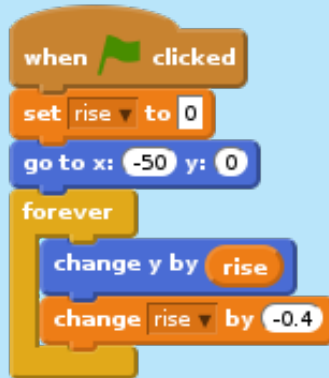 when clicked
set rise to 0
go to x: -50 y: 0
forever
change y by rise
change rise by -0.4